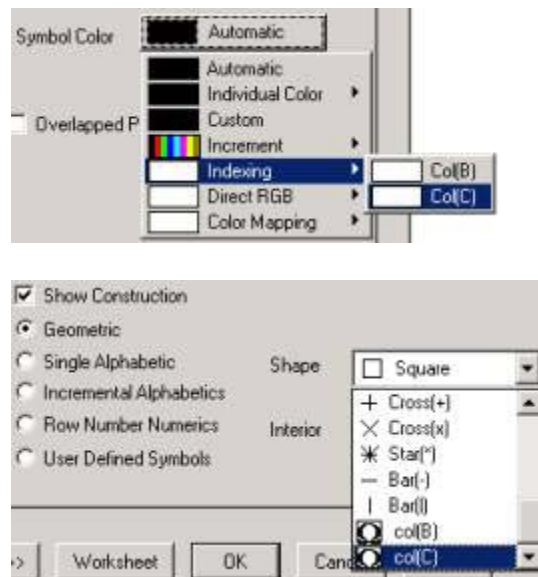 Symbol Color Automatic
Automatic
Individual Color
Overlapped P Custom
Increment
Indexing Col(B)
Direct RGB Col(C)
Color Mapping
Show Construction
Geometric
Single Alphabetic Shape Square
Incremental Alphabetics Cross(+)
Row Number Numerics Interior Cross(x)
User Defined Symbols Star(*)
Bar(-)
Bar(|)
col(B)
>> Worksheet OK Canc col(C)